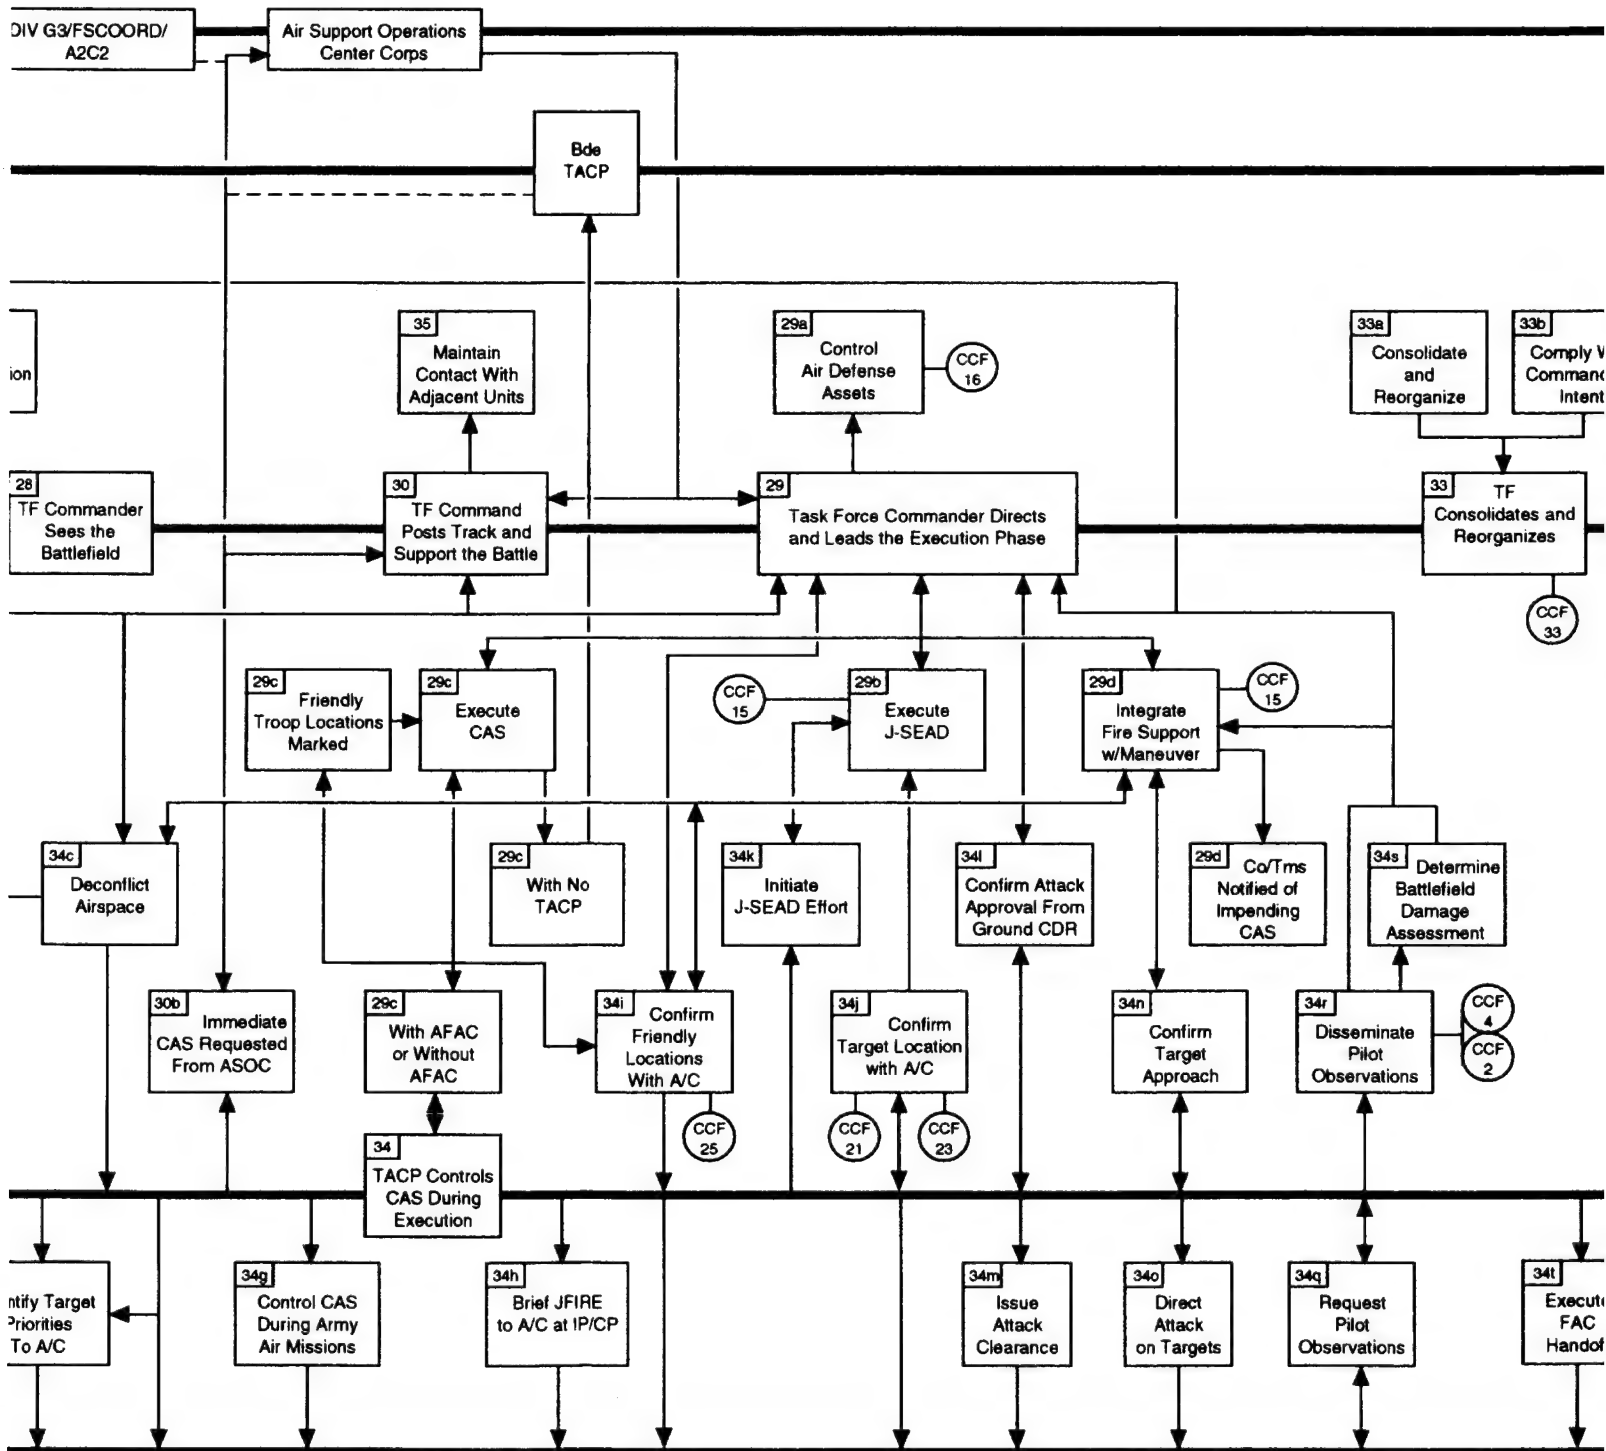 DIV G3/FSCOORD/
A2C2
Air Support Operations
Center Corps
Bde
TACP
ion
35
Maintain
Contact With
Adjacent Units
29a
Control
Air Defense
Assets
CCF
16
33a
Consolidate
and
Reorganize
33b
Comply W
Command
Intent
28
TF Commander
Sees the
Battlefield
30
TF Command
Posts Track and
Support the Battle
29
Task Force Commander Directs
and Leads the Execution Phase
33
TF
Consolidates and
Reorganizes
CCF
33
29c
Friendly
Troop Locations
Marked
29c
Execute
CAS
CCF
15
29b
Execute
J-SEAD
29d
Integrate
Fire Support
w/Maneuver
CCF
15
34c
Deconflict
Airspace
29c
With No
TACP
34k
Initiate
J-SEAD Effort
34l
Confirm Attack
Approval From
Ground CDR
29d
Co/Tms
Notified of
Impending
CAS
34s
Determine
Battlefield
Damage
Assessment
30b
Immediate
CAS Requested
From ASOC
29c
With AFAC
or Without
AFAC
34i
Confirm
Friendly
Locations
With A/C
34j
Confirm
Target Location
with A/C
34n
Confirm
Target
Approach
34r
Disseminate
Pilot
Observations
CCF
4
CCF
2
CCF
25
CCF
21
CCF
23
34
TACP Controls
CAS During
Execution
ntify Target
Priorities
To A/C
34g
Control CAS
During Army
Air Missions
34h
Brief JFIRE
to A/C at IP/CP
34m
Issue
Attack
Clearance
34o
Direct
Attack
on Targets
34q
Request
Pilot
Observations
34t
Execute
FAC
Handof